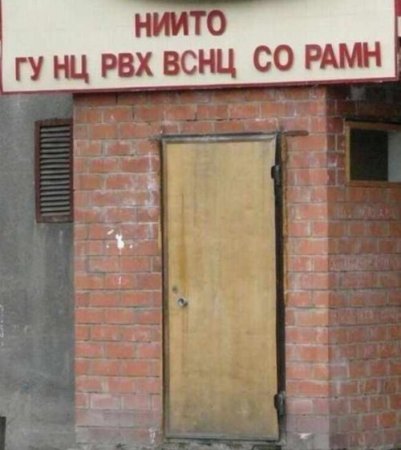 НИИТО
ГУ НЦ РВХ ВСНЦ СО РАМН